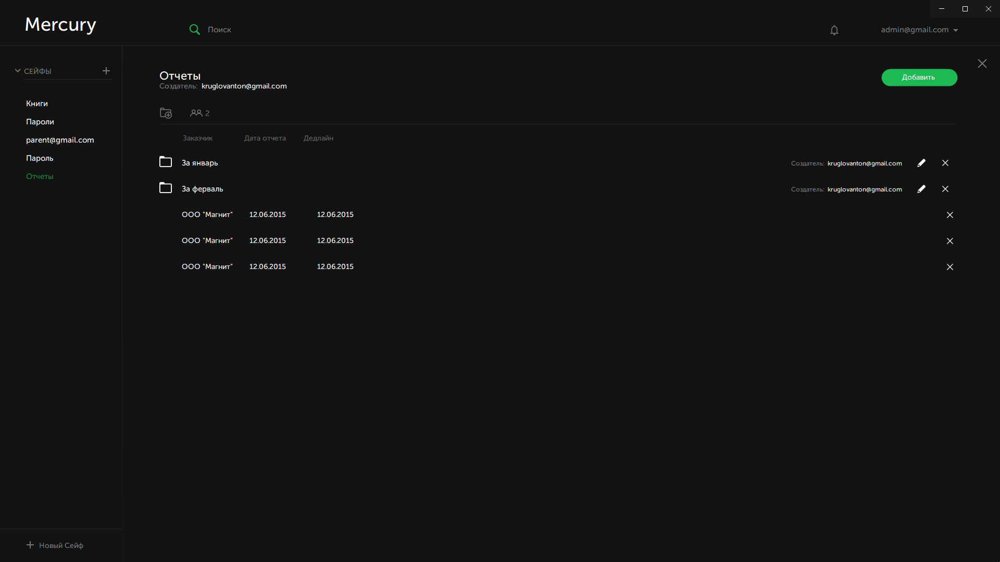 Mercury
Поиск
admin@gmail.com
СЕЙФЫ
Книги
Пароли
parent@gmail.com
Пароль
Отчеты
Новый Сейф
Отчеты
Создатель: kruglovanton@gmail.com
Добавить
2
Заказчик Дата отчета Дедлайн
За январь Создатель: kruglovanton@gmail.com
За ферваль Создатель: kruglovanton@gmail.com
ООО "Магнит" 12.06.2015 12.06.2015
ООО "Магнит" 12.06.2015 12.06.2015
ООО "Магнит" 12.06.2015 12.06.2015